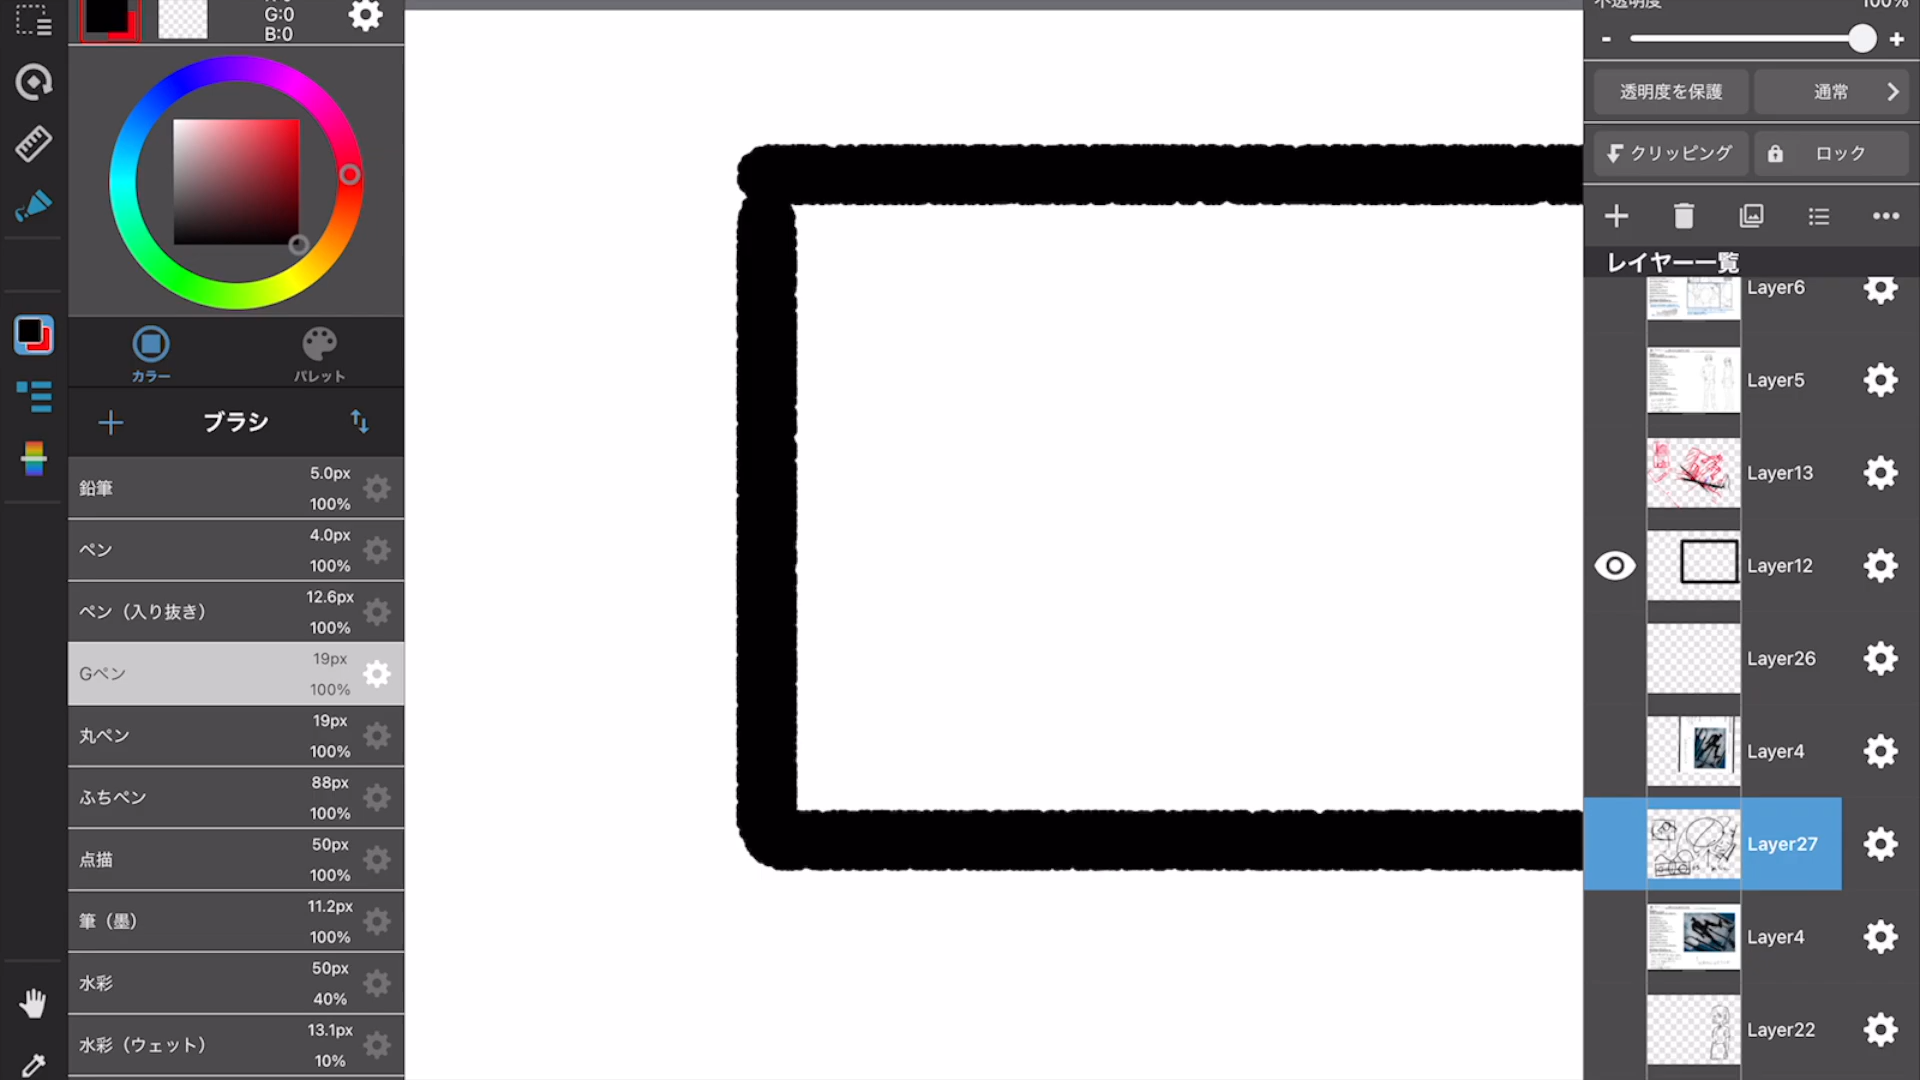 G:0
B:0
カラー
パレット
ブラシ
鉛筆
5.0px
100%
ペン
4.0px
100%
ペン（入り抜き）
12.6px
100%
Gペン
19px
100%
丸ペン
19px
100%
ふちペン
88px
100%
点描
50px
100%
筆（墨）
11.2px
100%
水彩
50px
40%
水彩（ウェット）
13.1px
10%
不透明度
100%
-
+
透明度を保護
通常
クリッピング
ロック
レイヤー一覧
Layer6
Layer5
Layer13
Layer12
Layer26
Layer4
Layer27
Layer4
Layer22